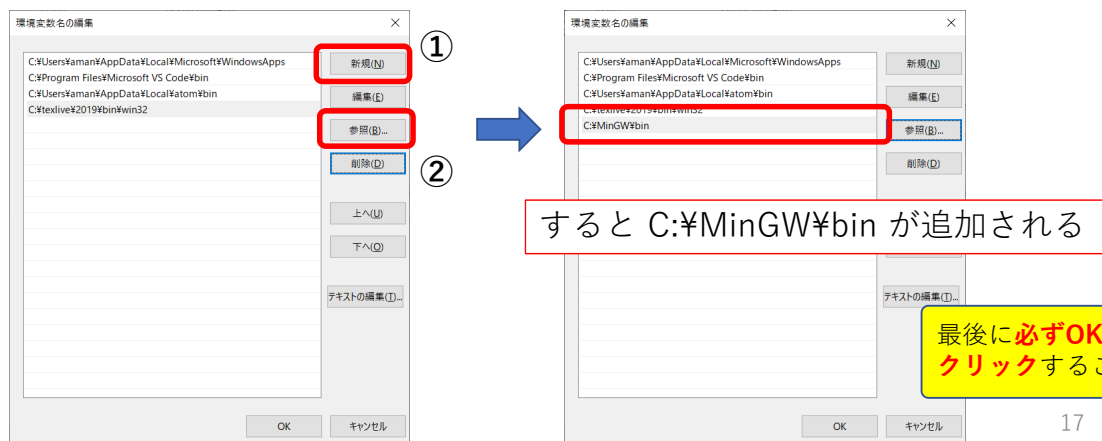 環境変数名の編集
C:¥Users¥aman¥AppData¥Local¥Microsoft¥WindowsApps
C:¥Program Files¥Microsoft VS Code¥bin
C:¥Users¥aman¥AppData¥Local¥atom¥bin
C:¥texlive¥2019¥bin¥win32
新規(N)
編集(E)
参照(B)...
削除(D)
上へ(U)
下へ(O)
テキストの編集(T)...
OK
キャンセル
①
②
環境変数名の編集
C:¥Users¥aman¥AppData¥Local¥Microsoft¥WindowsApps
C:¥Program Files¥Microsoft VS Code¥bin
C:¥Users¥aman¥AppData¥Local¥atom¥bin
C:¥texlive¥2019¥bin¥win32
C:¥MinGW¥bin
新規(N)
編集(E)
参照(B)...
削除(D)
すると C:¥MinGW¥bin が追加される
テキストの編集(T)...
最後に必ずOK
クリックするこ
OK
キャンセル
17